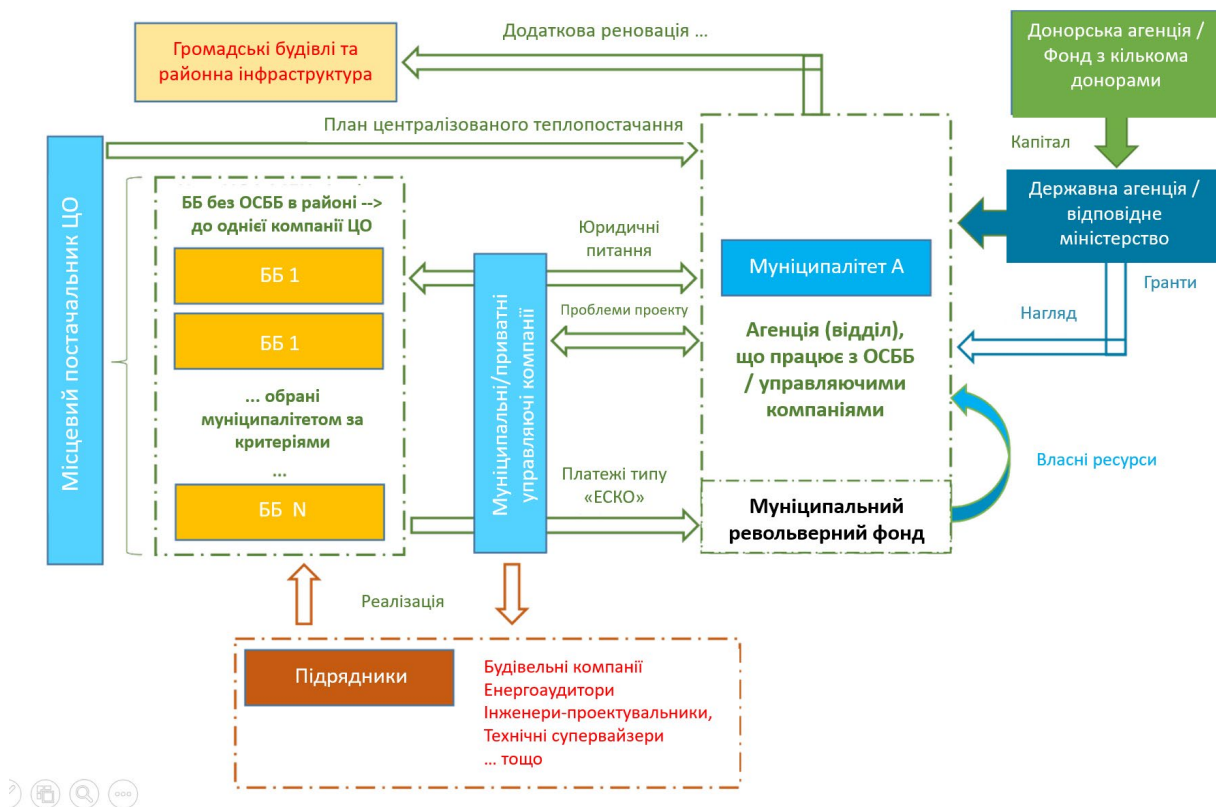 Громадські будівлі та
районна інфраструктура
Додаткова реновація ...
Донорська агенція /
Фонд з кількома
донорами
Капітал
Державна агенція /
відповідне
міністерство
Гранти
Нагляд
Власні ресурси
План централізованого теплопостачання
Місцевий постачальник ЦО
ББ без ОСББ в районі -->
до однієї компанії ЦО
ББ 1
ББ 1
... обрані
муніципалітетом за
критеріями
...
ББ N
Муніципальні/приватні
управляючі компанії
Юридичні
питання
Проблеми проекту
Платежі типу
«ЕСКО»
Муніципалітет А
Агенція (відділ),
що працює з ОСББ
/ управляючими
компаніями
Муніципальний
револьверний фонд
Реалізація
Підрядники
Будівельні компанії
Енергоаудитори
Інженери-проектувальники,
Технічні супервайзери
... тощо